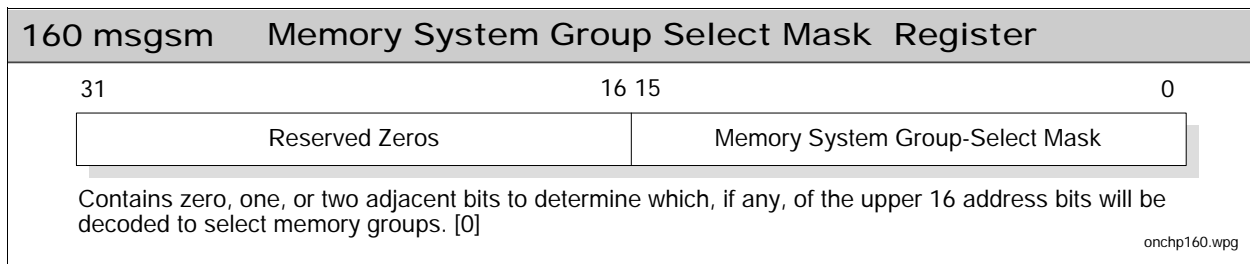 160 msgsm Memory System Group Select Mask Register
31 16 15 0
Reserved Zeros Memory System Group-Select Mask
Contains zero, one, or two adjacent bits to determine which, if any, of the upper 16 address bits will be
decoded to select memory groups. [0]
onchp160.wpg